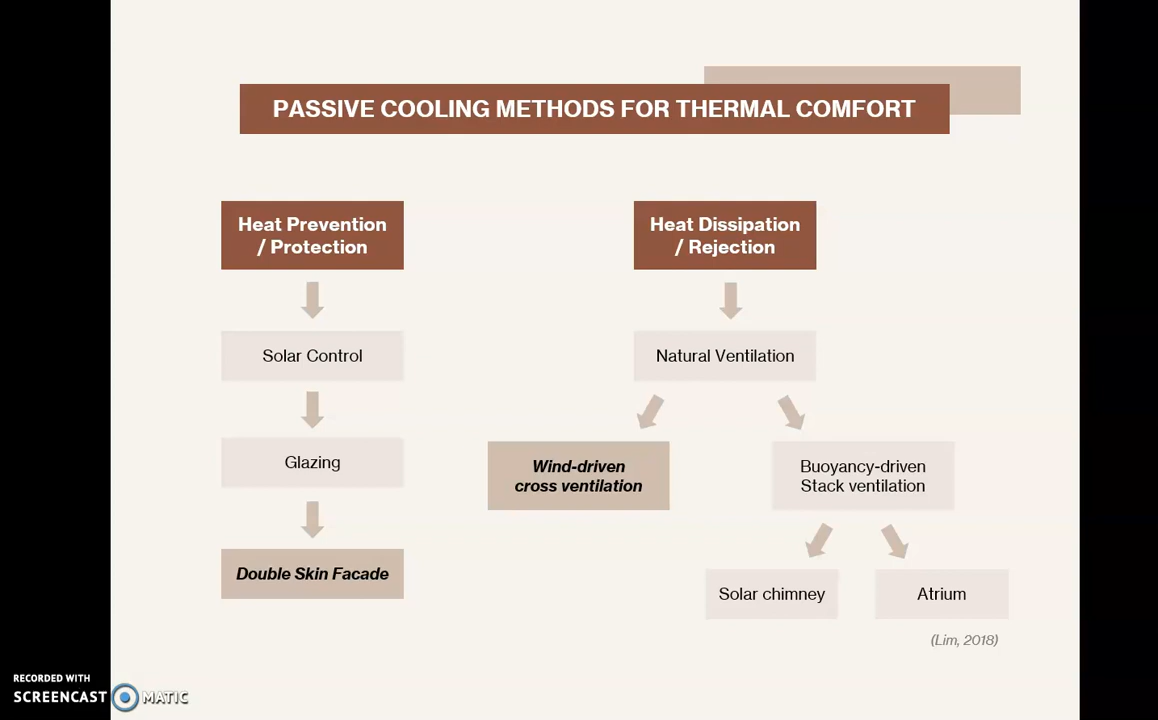 PASSIVE COOLING METHODS FOR THERMAL COMFORT
Heat Prevention
/ Protection
Heat Dissipation
/ Rejection
Solar Control
Natural Ventilation
Glazing
Wind-driven
cross ventilation
Buoyancy-driven
Stack ventilation
Double Skin Facade
Solar chimney
Atrium
(Lim, 2018)
RECORDED WITH
SCREENCAST MATIC